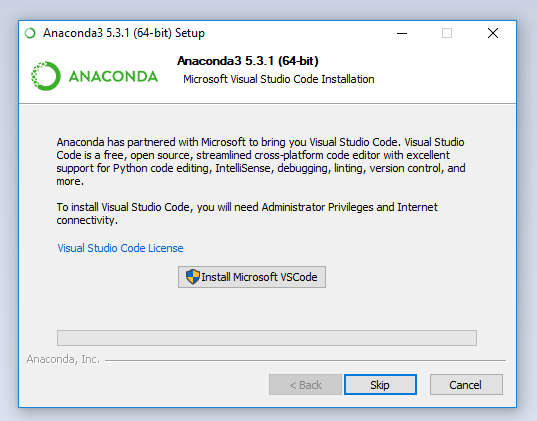 Anaconda3 5.3.1 (64-bit) Setup
ANACONDA
Anaconda3 5.3.1 (64-bit)
Microsoft Visual Studio Code Installation
Anaconda has partnered with Microsoft to bring you Visual Studio Code. Visual Studio
Code is a free, open source, streamlined cross-platform code editor with excellent
support for Python code editing, IntelliSense, debugging, linting, version control, and
more.
To install Visual Studio Code, you will need Administrator Privileges and Internet
connectivity.
Visual Studio Code License
Install Microsoft VSCode
Anaconda, Inc.
< Back Skip Cancel